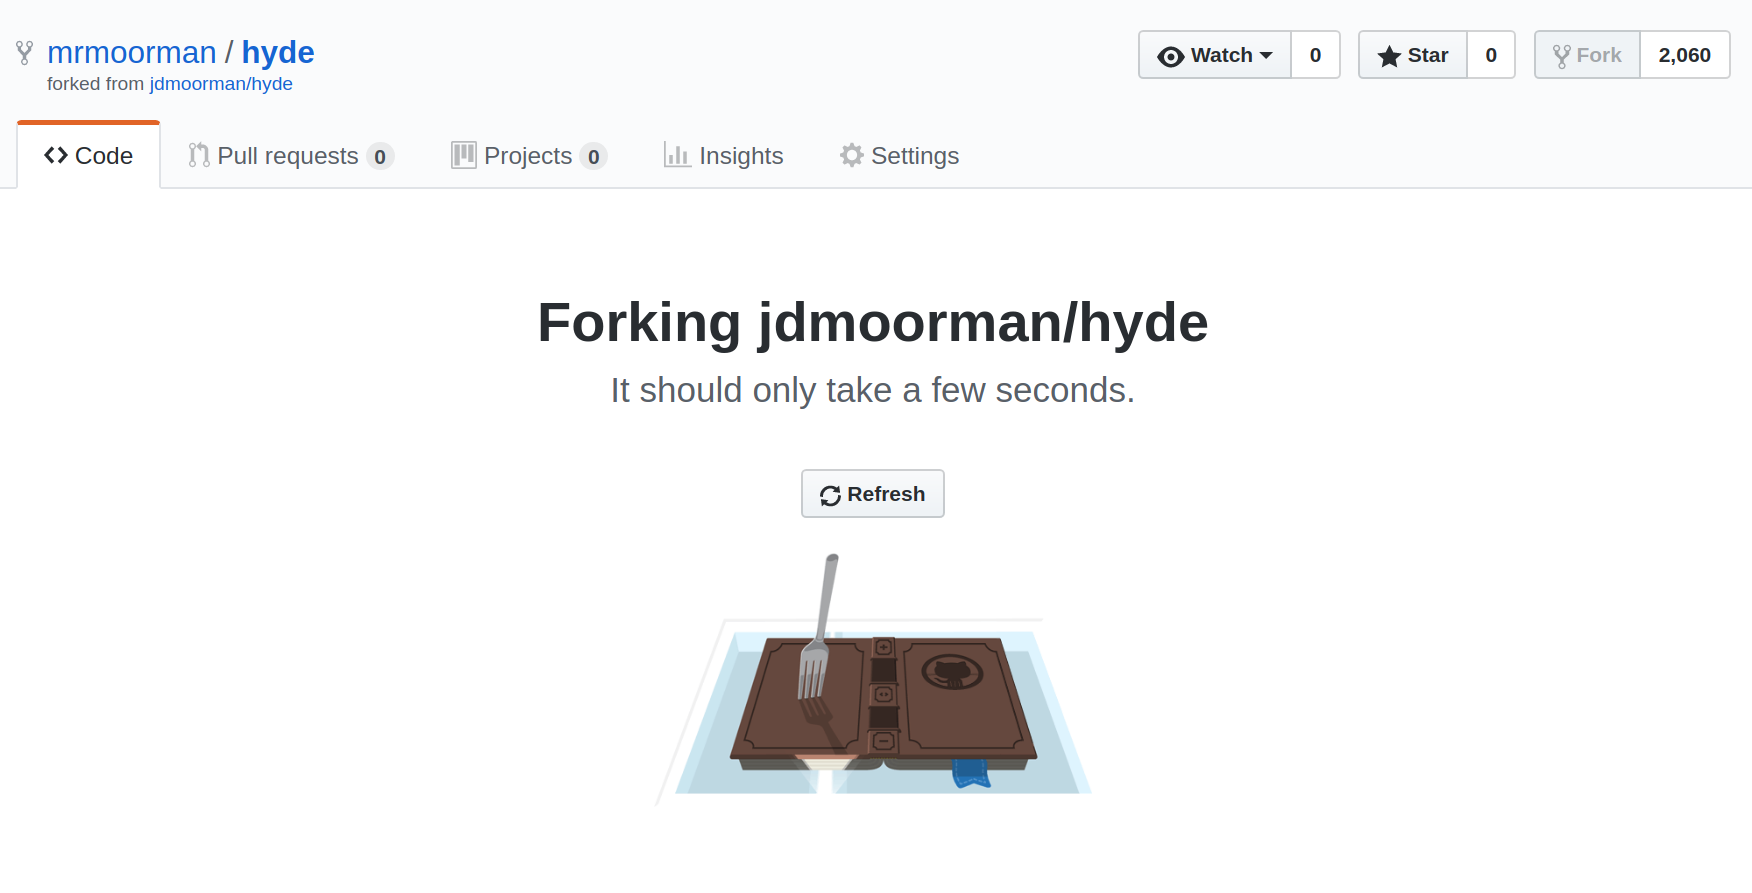 mrmoorman / hyde
forked from jdmoorman/hyde
Watch 0 Star 0 Fork 2,060
Code Pull requests 0 Projects 0 Insights Settings
Forking jdmoorman/hyde
It should only take a few seconds.
Refresh